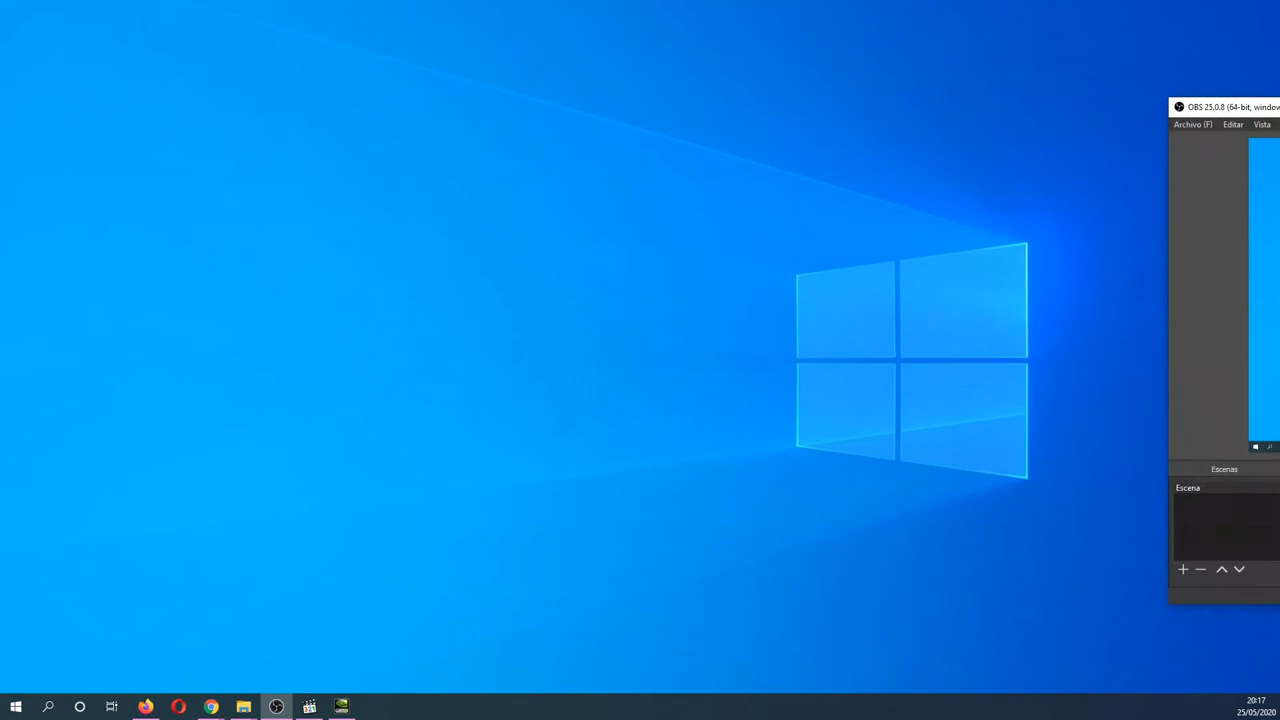 OBS 25.0.8 (64-bit, window
Archivo (F) Editar Vista
Escenas
Escena
20:17
25/05/2020